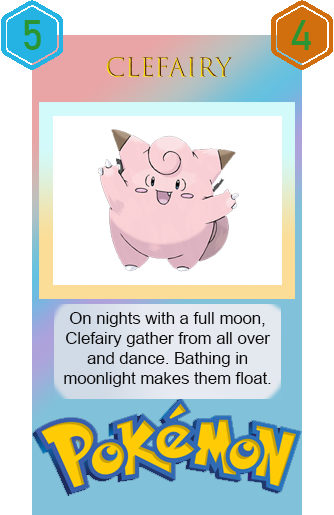 5
4
CLEFAIRY
On nights with a full moon,
Clefairy gather from all over
and dance. Bathing in
moonlight makes them float.
POKéMON